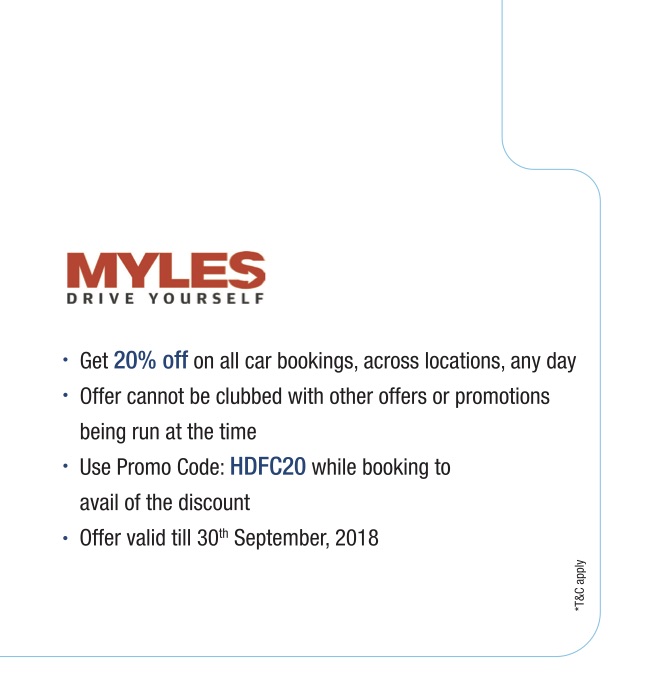 MYLES
DRIVE YOURSELF
• Get 20% off on all car bookings, across locations, any day
• Offer cannot be clubbed with other offers or promotions
being run at the time
• Use Promo Code: HDFC20 while booking to
avail of the discount
• Offer valid till 30th September, 2018
*T&C apply